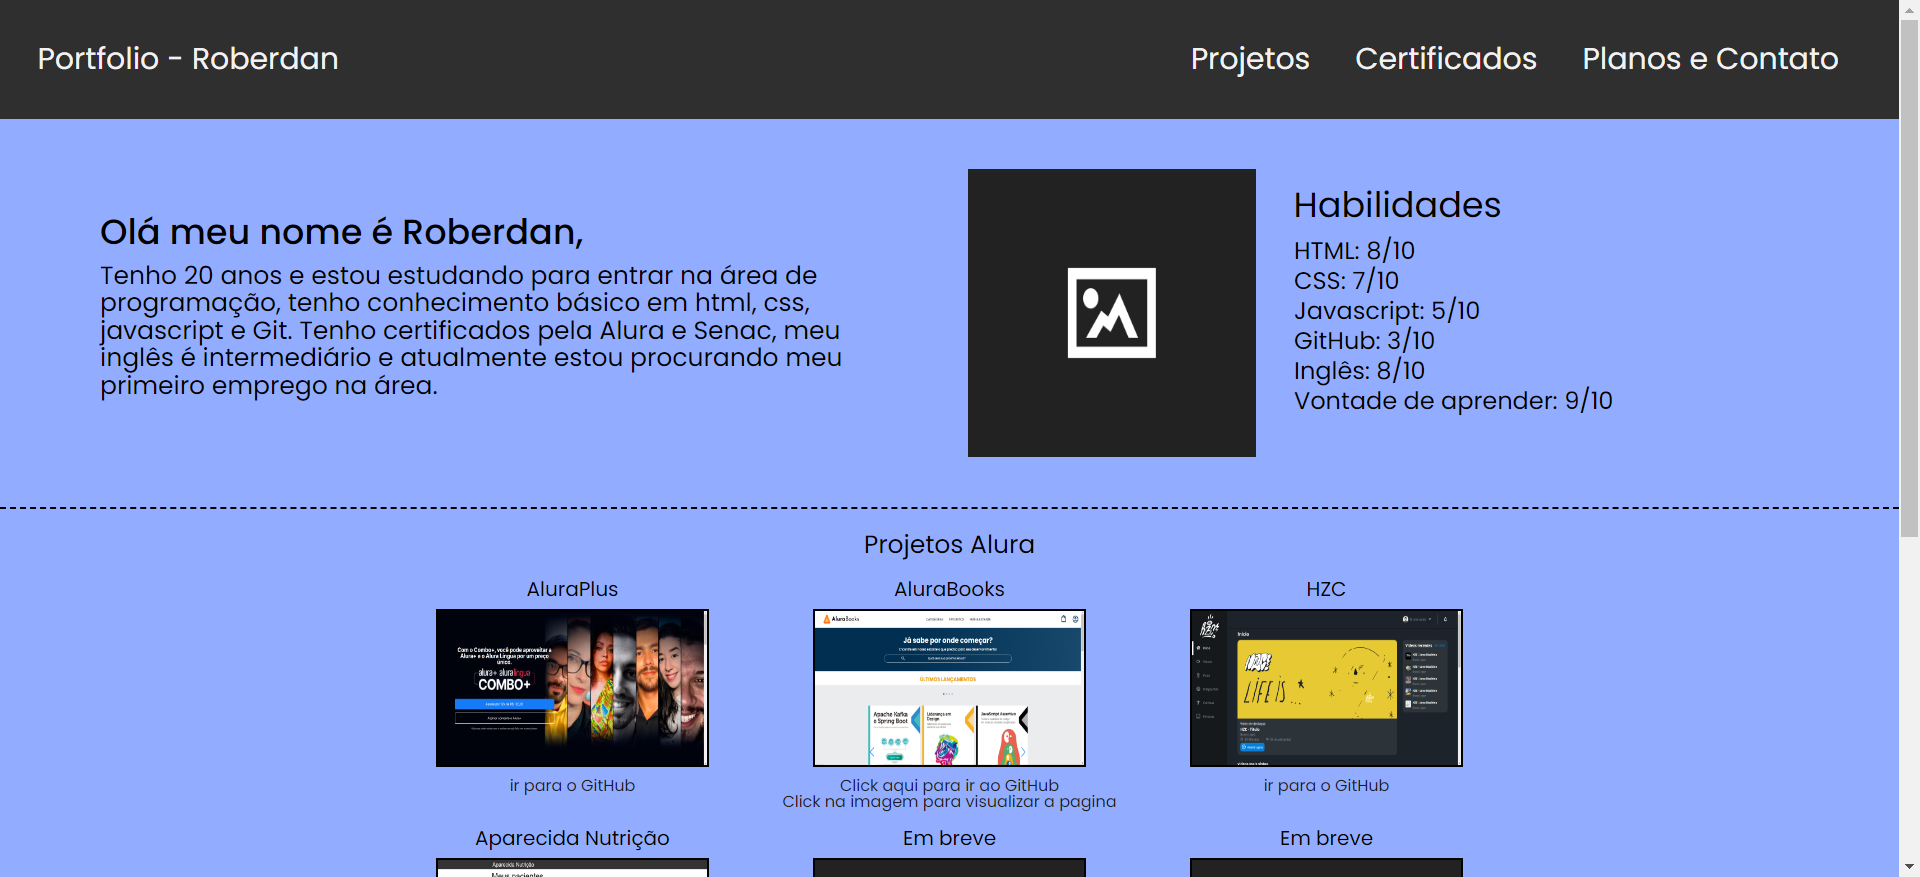 Portfolio - Roberdan
Projetos
Certificados
Planos e Contato
Olá meu nome é Roberdan,
Tenho 20 anos e estou estudando para entrar na área de
programação, tenho conhecimento básico em html, css,
javascript e Git. Tenho certificados pela Alura e Senac, meu
inglês é intermediário e atualmente estou procurando meu
primeiro emprego na área.
Habilidades
HTML: 8/10
CSS: 7/10
Javascript: 5/10
GitHub: 3/10
Inglês: 8/10
Vontade de aprender: 9/10
Projetos Alura
AluraPlus
AluraBooks
HZC
Com o Combo+, você pode aproveitar a
Alura+ e o Alura Língua por um preço
único.
alura+ aluralingua
COMBO+
AluraBooks
Já sabe por onde começar?
ÚLTIMOS LANÇAMENTOS
Apache Kafka
e Spring Boot
Liderança em
Design
JavaScript Assertivo
Início
LIFE iS...
ir para o GitHub
Click aqui para ir ao GitHub
Click na imagem para visualizar a pagina
ir para o GitHub
Aparecida Nutrição
Em breve
Em breve
Aparecida Nutrição
Meus pacientes